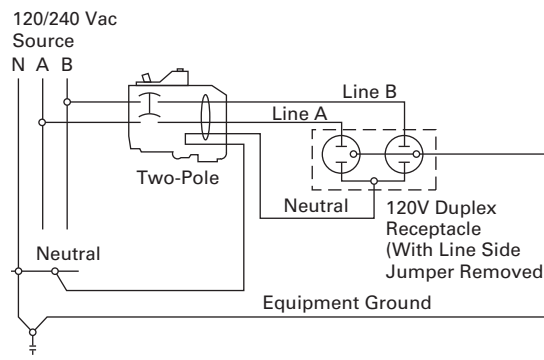 120/240 Vac
Source
N A B
Line B
Line A
Two-Pole
Neutral
120V Duplex
Receptacle
(With Line Side
Jumper Removed
Neutral
Equipment Ground